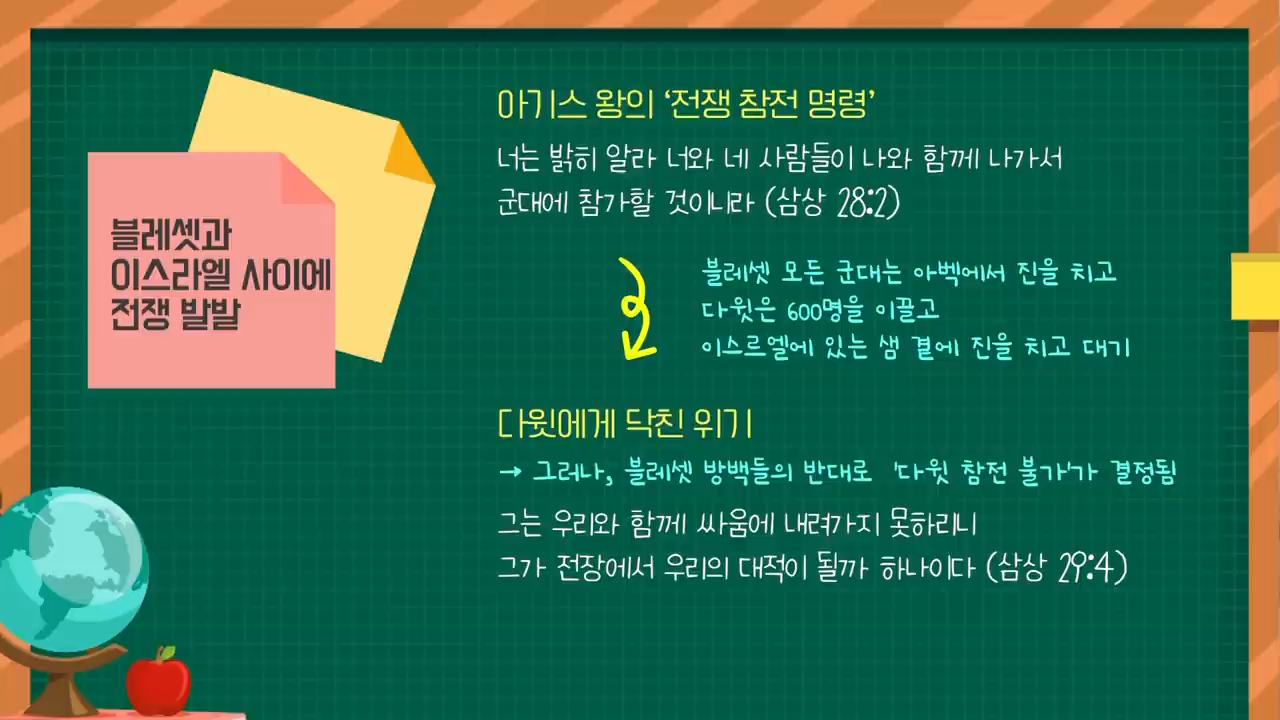 블레셋과
이스라엘 사이에
전쟁 발발
아기스 왕의 ‘전쟁 참전 명령’
너는 밝히 알라 너와 네 사람들이 나와 함께 나가서
군대에 참가할 것이니라 (삼상 28:2)
블레셋 모든 군대는 아벡에서 진을 치고
다윗은 600명을 이끌고
이스르엘에 있는 샘 곁에 진을 치고 대기
다윗에게 닥친 위기
→ 그러나, 블레셋 방백들의 반대로 '다윗 참전 불가'가 결정됨
그는 우리와 함께 싸움에 내려가지 못하리니
그가 전장에서 우리의 대적이 될까 하나이다 (삼상 29:4)